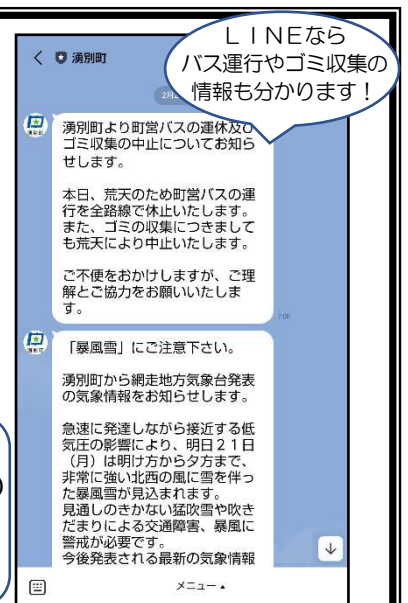 LINEなら
バス運行やゴミ収集の
情報も分かります！
湧別町
湧別町より町営バスの運休及び
ゴミ収集の中止についてお知ら
せします。
本日、荒天のため町営バスの運
行を全路線で休止いたします。
また、ゴミの収集につきまして
も荒天により中止いたします。
ご不便をおかけしますが、ご理
解とご協力をお願いいたしま
す。
「暴風雪」にご注意下さい。
湧別町から網走地方気象台発表
の気象情報をお知らせします。
急速に発達しながら接近する低
気圧の影響により、明日２１日
（月）は明け方から夕方まで、
非常に強い北西の風に雪を伴っ
た暴風雪が見込まれます。
見通しのきかない猛吹雪や吹き
だまりによる交通障害、暴風に
警戒が必要です。
今後発表される最新の気象情報
メニュー